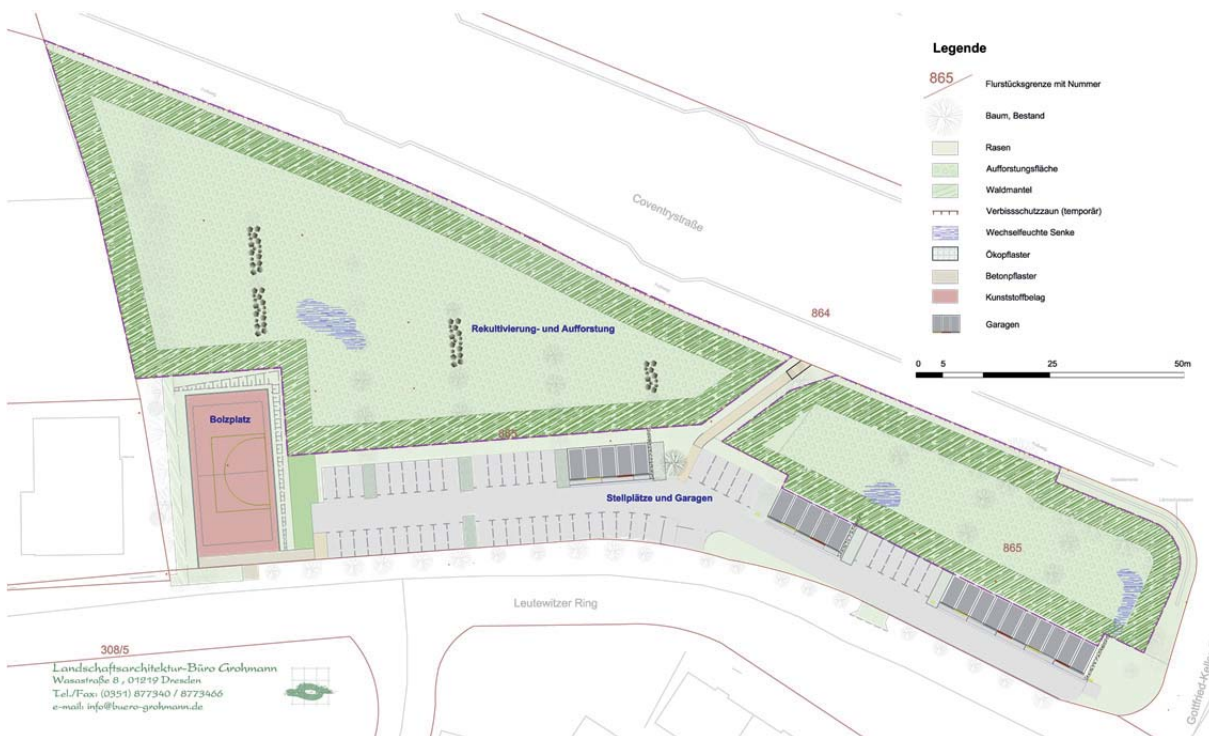 Legende
865
Flurstücksgrenze mit Nummer
Baum, Bestand
Rasen
Aufforstungsfläche
Waldmantel
Verbissschutzzaun (temporär)
Wechselfeuchte Senke
Ökopflaster
Betonpflaster
Kunststoffbelag
Garagen
0 5 25 50m
Coventrystraße
864
Rekultivierung- und Aufforstung
Bolzplatz
865
Stellplätze und Garagen
865
Leutewitzer Ring
308/5
Landschaftsarchitektur-Büro Grohmann
Wasastraße 8 , 01219 Dresden
Tel./Fax: (0351) 877340 / 8773466
e-mail: info@buero-grohmann.de